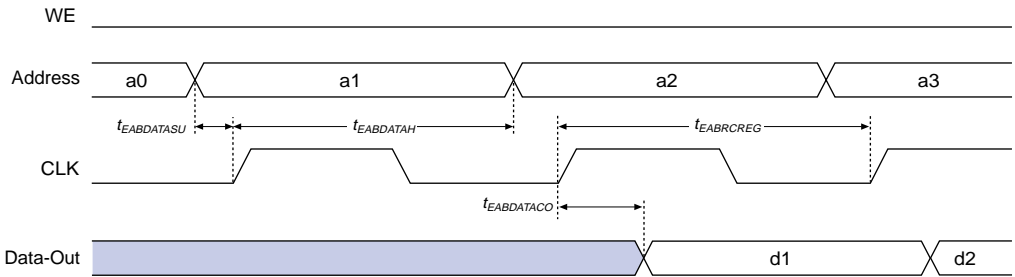 WE
Address a0 a1 a2 a3
tEABDATASU tEABDATAH tEABRCREG
CLK
tEABDATACO
Data-Out d1 d2